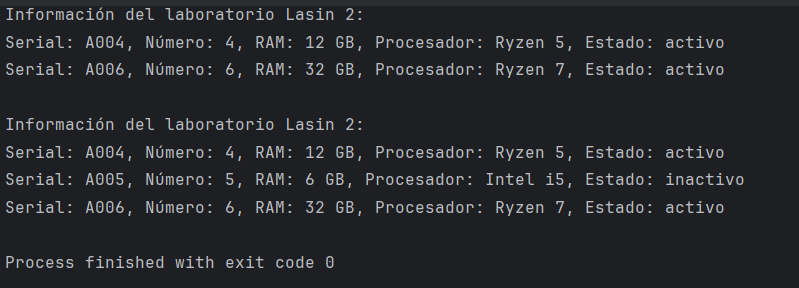 Información del laboratorio Lasin 2:
Serial: A004, Número: 4, RAM: 12 GB, Procesador: Ryzen 5, Estado: activo
Serial: A006, Número: 6, RAM: 32 GB, Procesador: Ryzen 7, Estado: activo
Información del laboratorio Lasin 2:
Serial: A004, Número: 4, RAM: 12 GB, Procesador: Ryzen 5, Estado: activo
Serial: A005, Número: 5, RAM: 6 GB, Procesador: Intel i5, Estado: inactivo
Serial: A006, Número: 6, RAM: 32 GB, Procesador: Ryzen 7, Estado: activo
Process finished with exit code 0